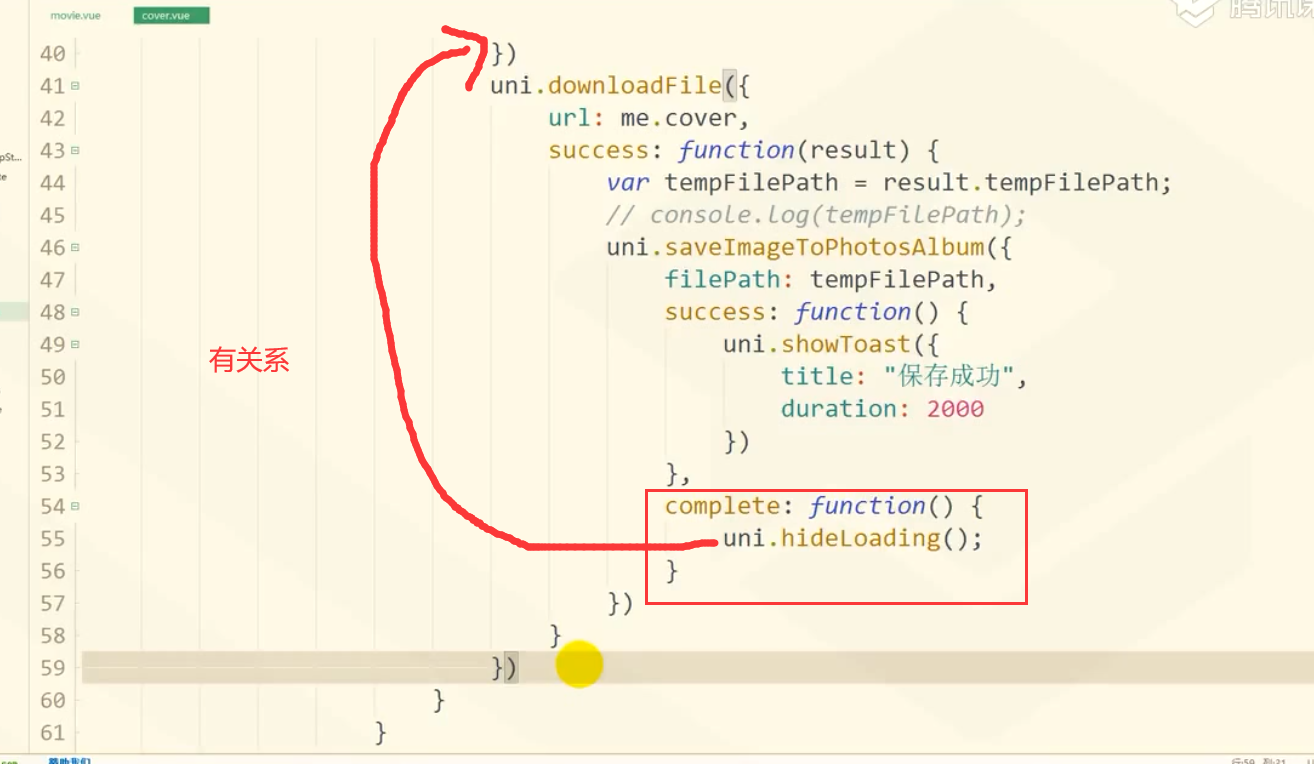 movie.vue cover.vue
40 })
41 uni.downloadFile({
42 url: me.cover,
43 success: function(result) {
44 var tempFilePath = result.tempFilePath;
45 // console.log(tempFilePath);
46 uni.saveImageToPhotosAlbum({
47 filePath: tempFilePath,
48 success: function() {
49 uni.showToast({
50 title: "保存成功",
51 duration: 2000
52 })
53 },
54 complete: function() {
55 uni.hideLoading();
56 }
57 })
58 }
59 })
60 }
61 }
有关系